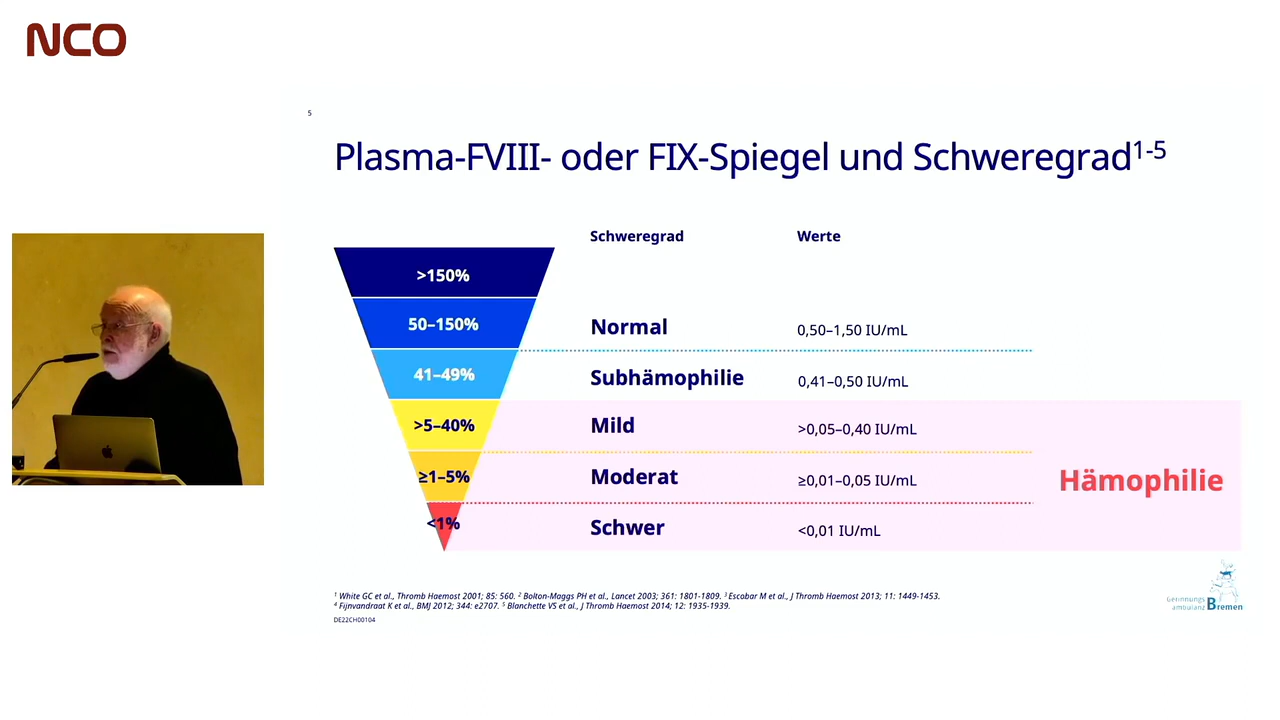 NCO
5
Plasma-FVIII- oder FIX-Spiegel und Schweregrad1-5
Schweregrad Werte
>150%
50–150% Normal 0,50–1,50 IU/mL
41–49% Subhämophilie 0,41–0,50 IU/mL
>5–40% Mild >0,05–0,40 IU/mL
≥1–5% Moderat ≥0,01–0,05 IU/mL
Hämophilie
<1% Schwer <0,01 IU/mL
1 White GC et al., Thromb Haemost 2001; 85: 560. 2 Bolton-Maggs PH et al., Lancet 2003; 361: 1801-1809. 3 Escobar M et al., J Thromb Haemost 2013; 11: 1449-1453.
4 Fijnvandraat K et al., BMJ 2012; 344: e2707. 5 Blanchette VS et al., J Thromb Haemost 2014; 12: 1935-1939.
DE22CH00104
Gerinnungs
ambulanz Bremen